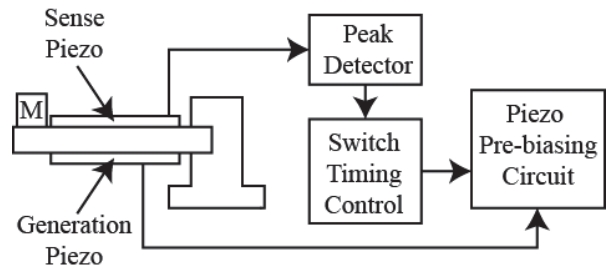 Sense
Piezo
M
Generation
Piezo
Peak
Detector
Switch
Timing
Control
Piezo
Pre-biasing
Circuit